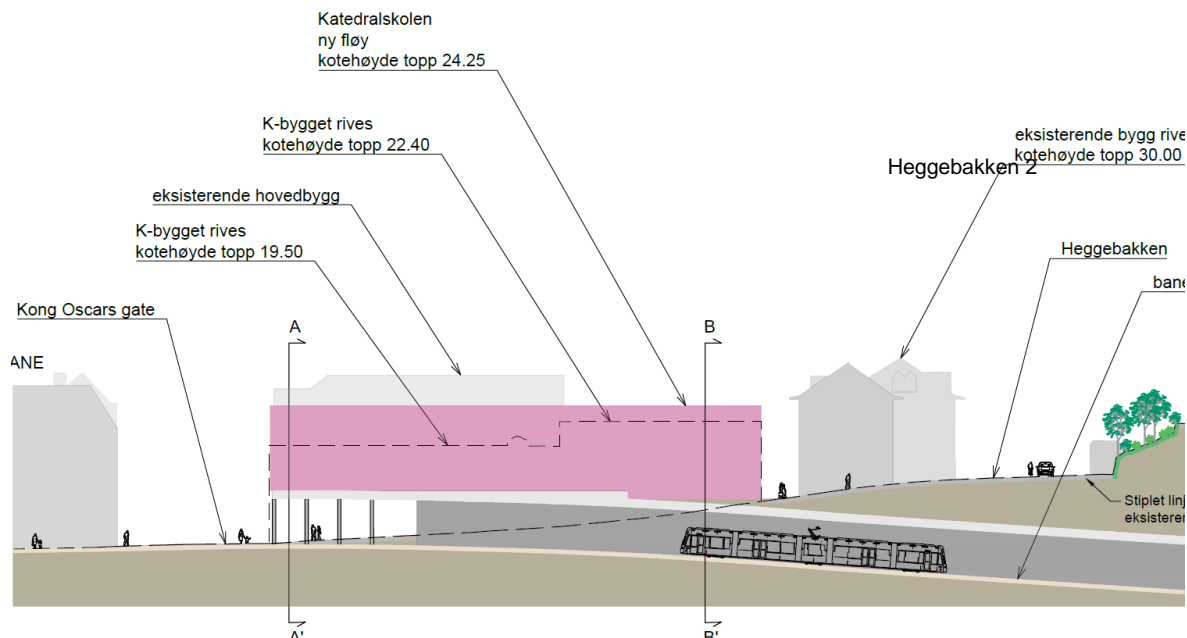 Katedralskolen
ny fløy
kotehøyde topp 24.25
K-bygget rives
kotehøyde topp 22.40
eksisterende bygg rive
kotehøyde topp 30.00
Heggebakken 2
eksisterende hovedbygg
K-bygget rives
kotehøyde topp 19.50
Heggebakken
bane
Kong Oscars gate
A
B
ANE
Stiplet linj
eksisteren
A'
B'